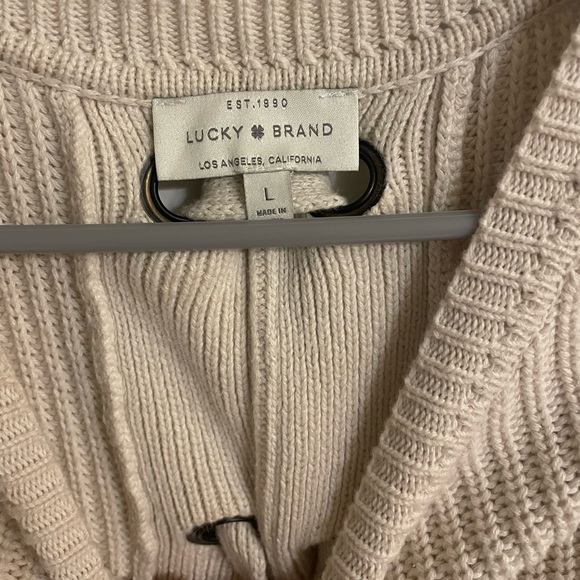 EST.1990
LUCKY BRAND
LOS ANGELES, CALIFORNIA
L
MADE IN